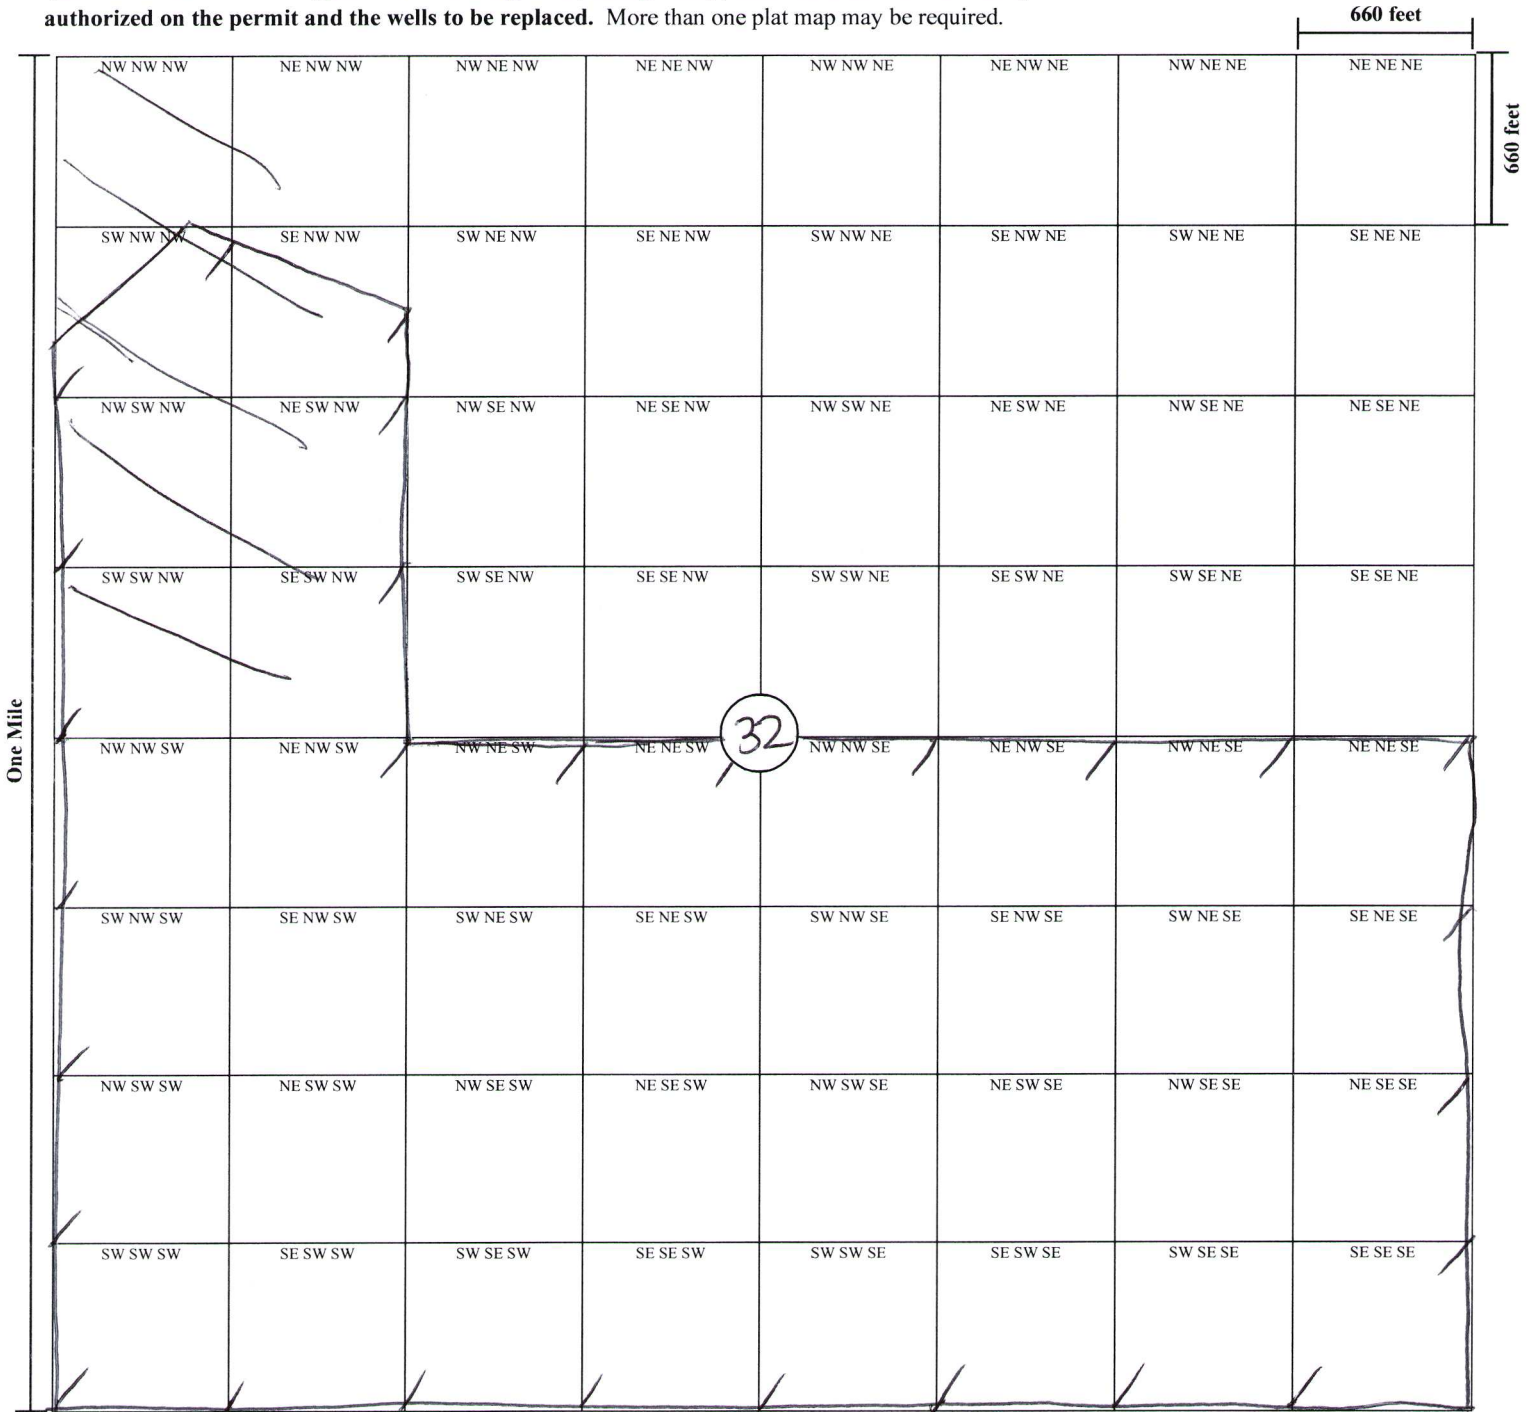 authorized on the permit and the wells to be replaced. More than one plat map may be required.
660 feet
NW NW NW NE NW NW NW NE NW NE NE NW NW NW NE NE NW NE NW NE NE NE NE NE
660 feet
SW NW NW SE NW NW SW NE NW SE NE NW SW NW NE SE NW NE SW NE NE SE NE NE
NW SW NW NE SW NW NW SE NW NE SE NW NW SW NE NE SW NE NW SE NE NE SE NE
SW SW NW SE SW NW SW SE NW SE SE NW SW SW NE SE SW NE SW SE NE SE SE NE
One Mile
32
NW NW SW NE NW SW NW NE SW NE NE SW NW NW SE NE NW SE NW NE SE NE NE SE
SW NW SW SE NW SW SW NE SW SE NE SW SW NW SE SE NW SE SW NE SE SE NE SE
NW SW SW NE SW SW NW SE SW NE SE SW NW SW SE NE SW SE NW SE SE NE SE SE
SW SW SW SE SW SW SW SE SW SE SE SW SW SW SE SE SW SE SW SE SE SE SE SE